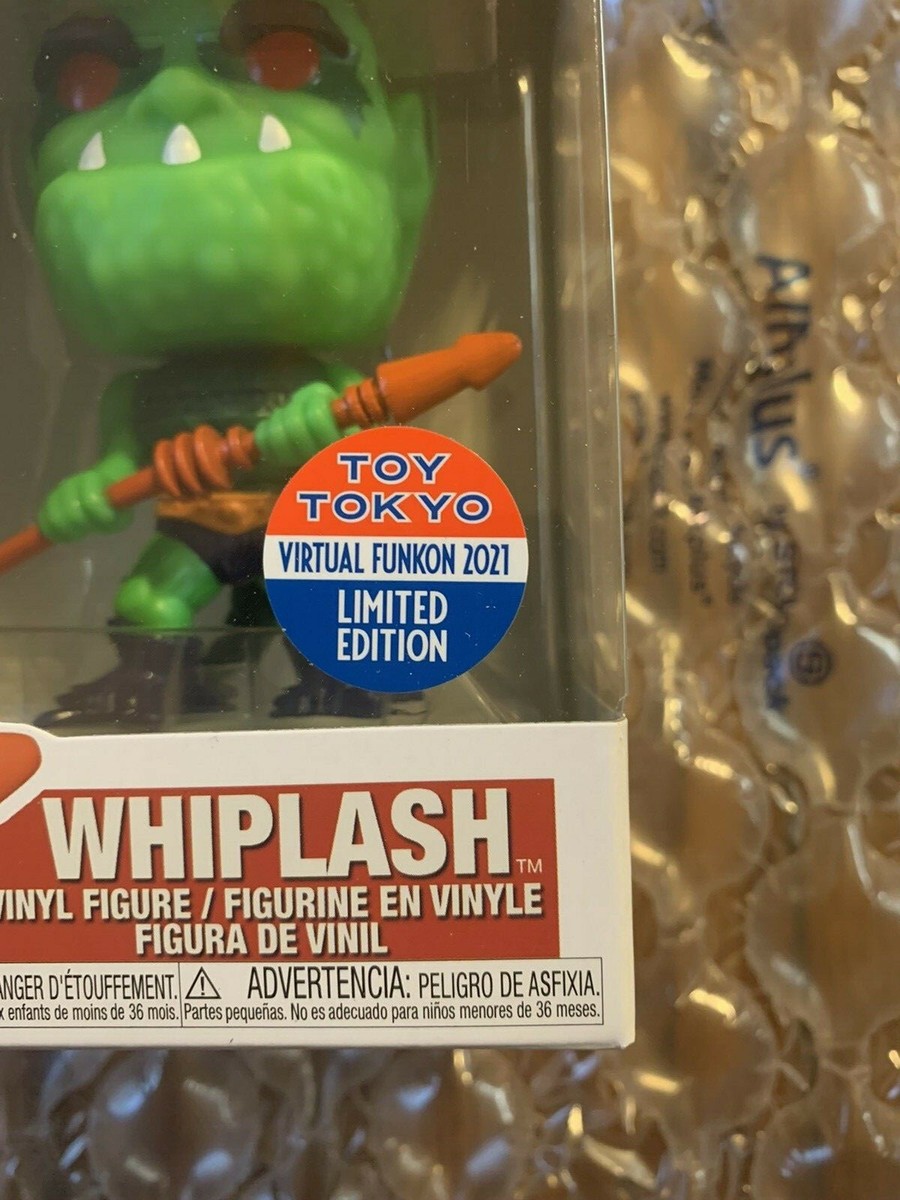 TOY
TOKYO
VIRTUAL FUNKON 2021
LIMITED
EDITION
WHIPLASH™
VINYL FIGURE / FIGURINE EN VINYLE
FIGURA DE VINIL
ANGER D'ÉTOUFFEMENT.
x enfants de moins de 36 mois.
⚠ ADVERTENCIA: PELIGRO DE ASFIXIA.
Partes pequeñas. No es adecuado para niños menores de 36 meses.